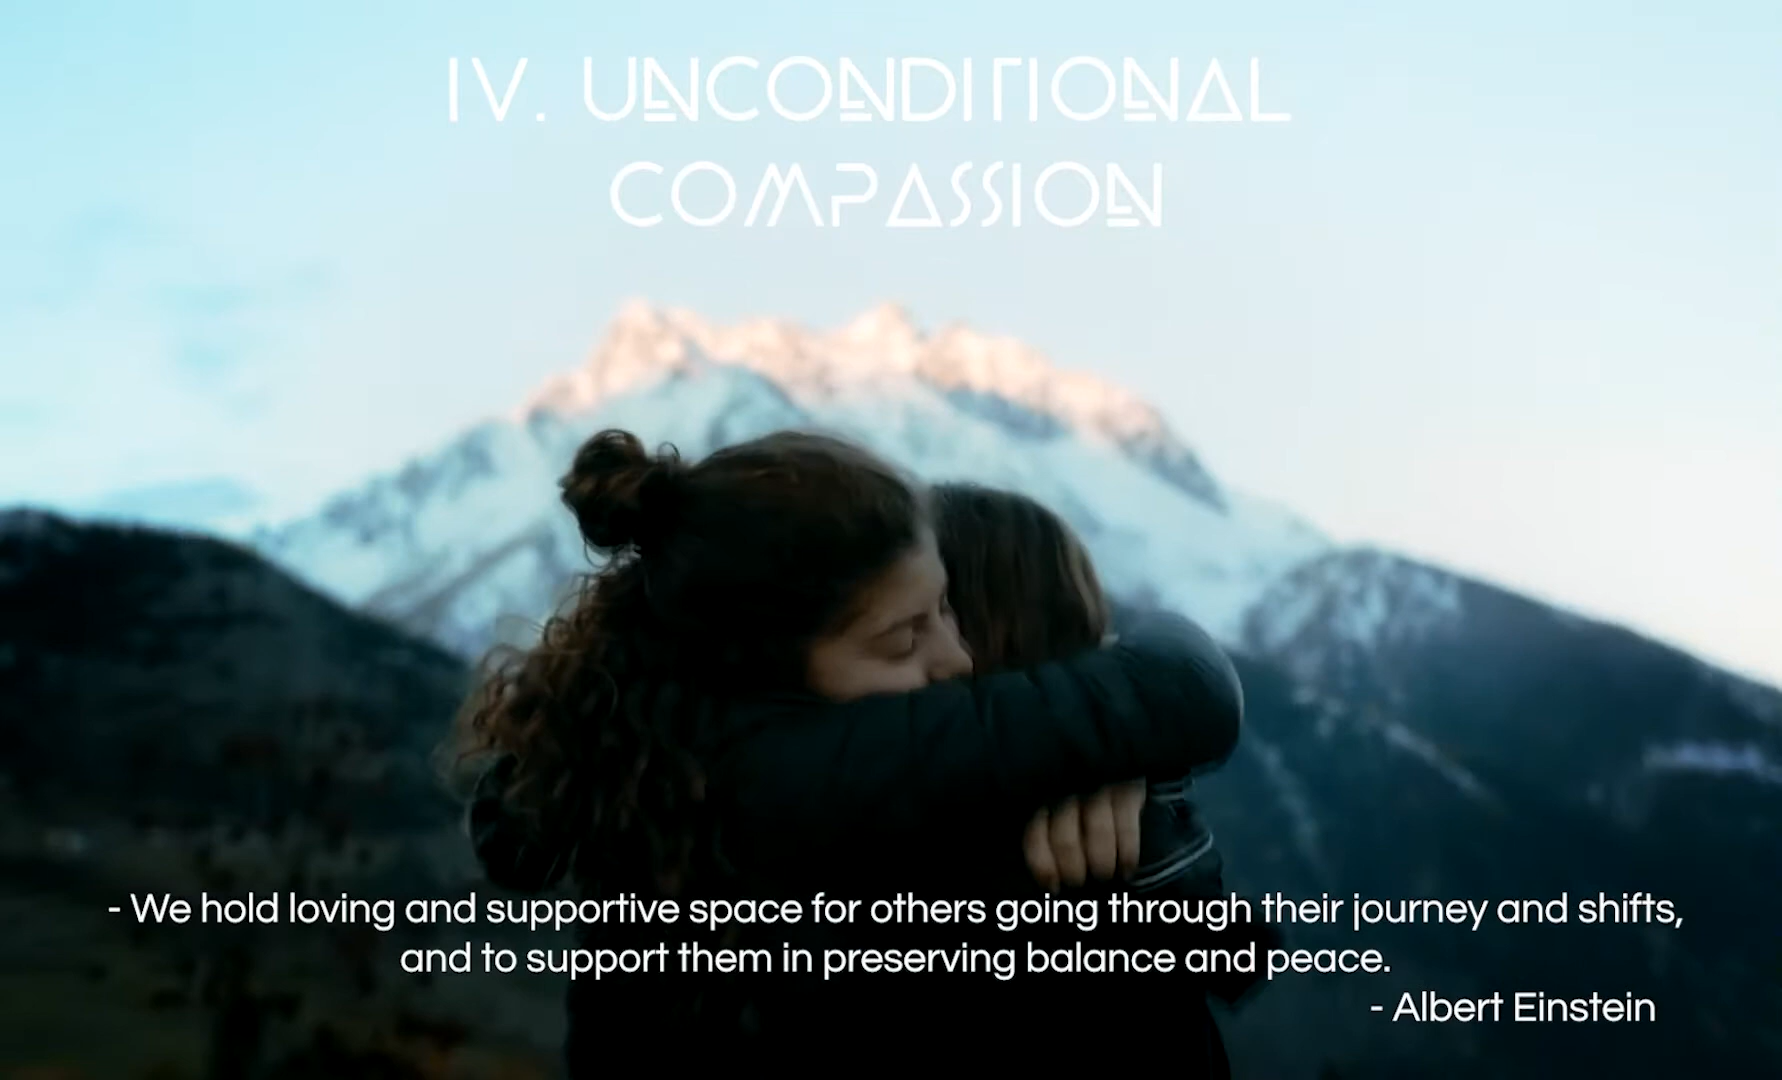 IV. UNCONDITIONAL
COMPASSION
- We hold loving and supportive space for others going through their journey and shifts,
and to support them in preserving balance and peace.
- Albert Einstein